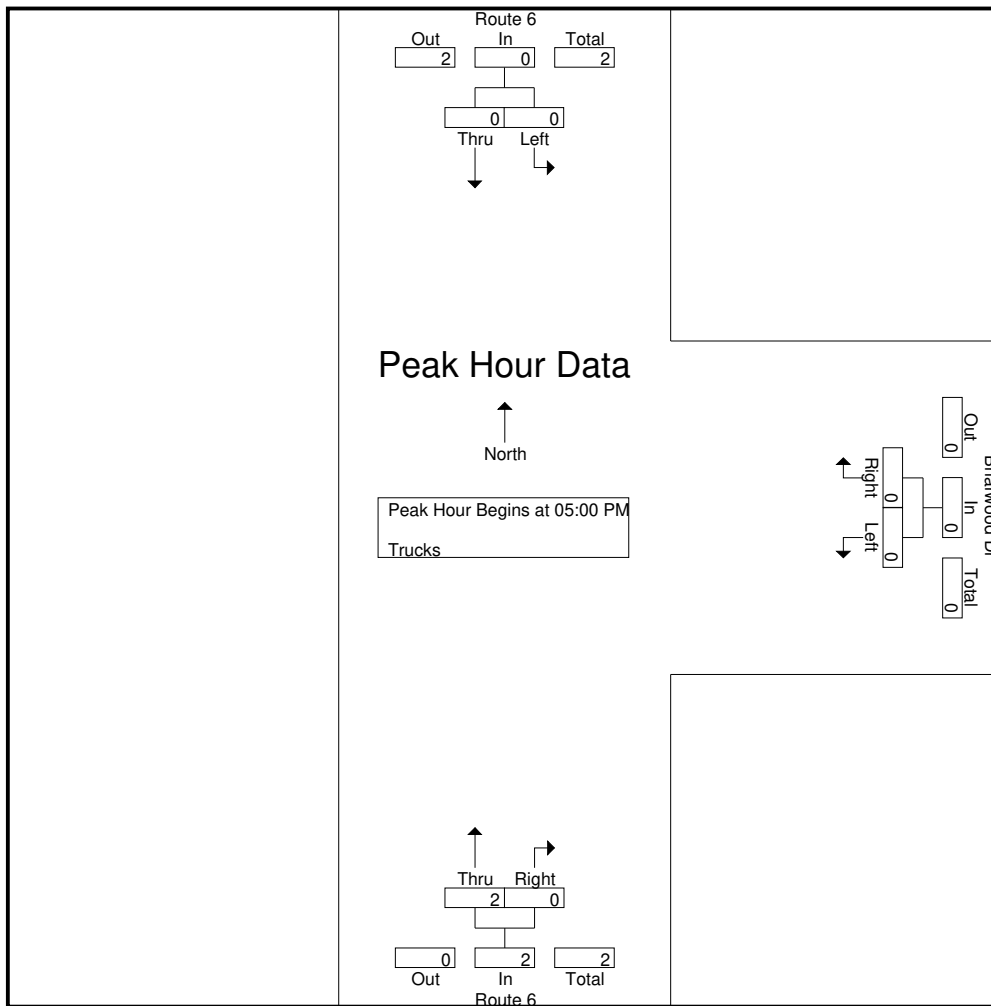 Route 6
Out In Total
2 0 2
0 0
Thru Left
Peak Hour Data
North
Peak Hour Begins at 05:00 PM
Trucks
Out In Total
0 0 0
Right Left
0 0
Thru Right
2 0
0 2 2
Out In Total
Route 6